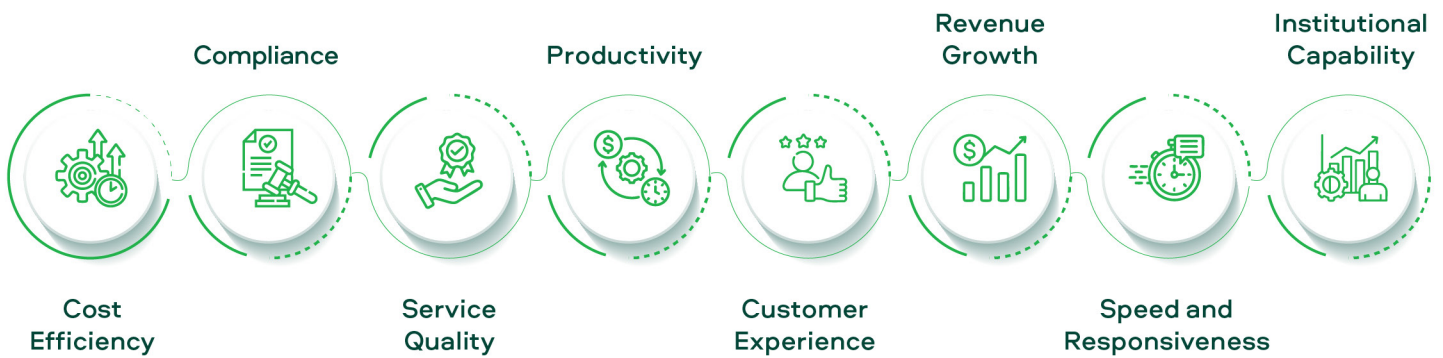 Cost
Efficiency
Compliance
Service
Quality
Productivity
Customer
Experience
Revenue
Growth
Speed and
Responsiveness
Institutional
Capability